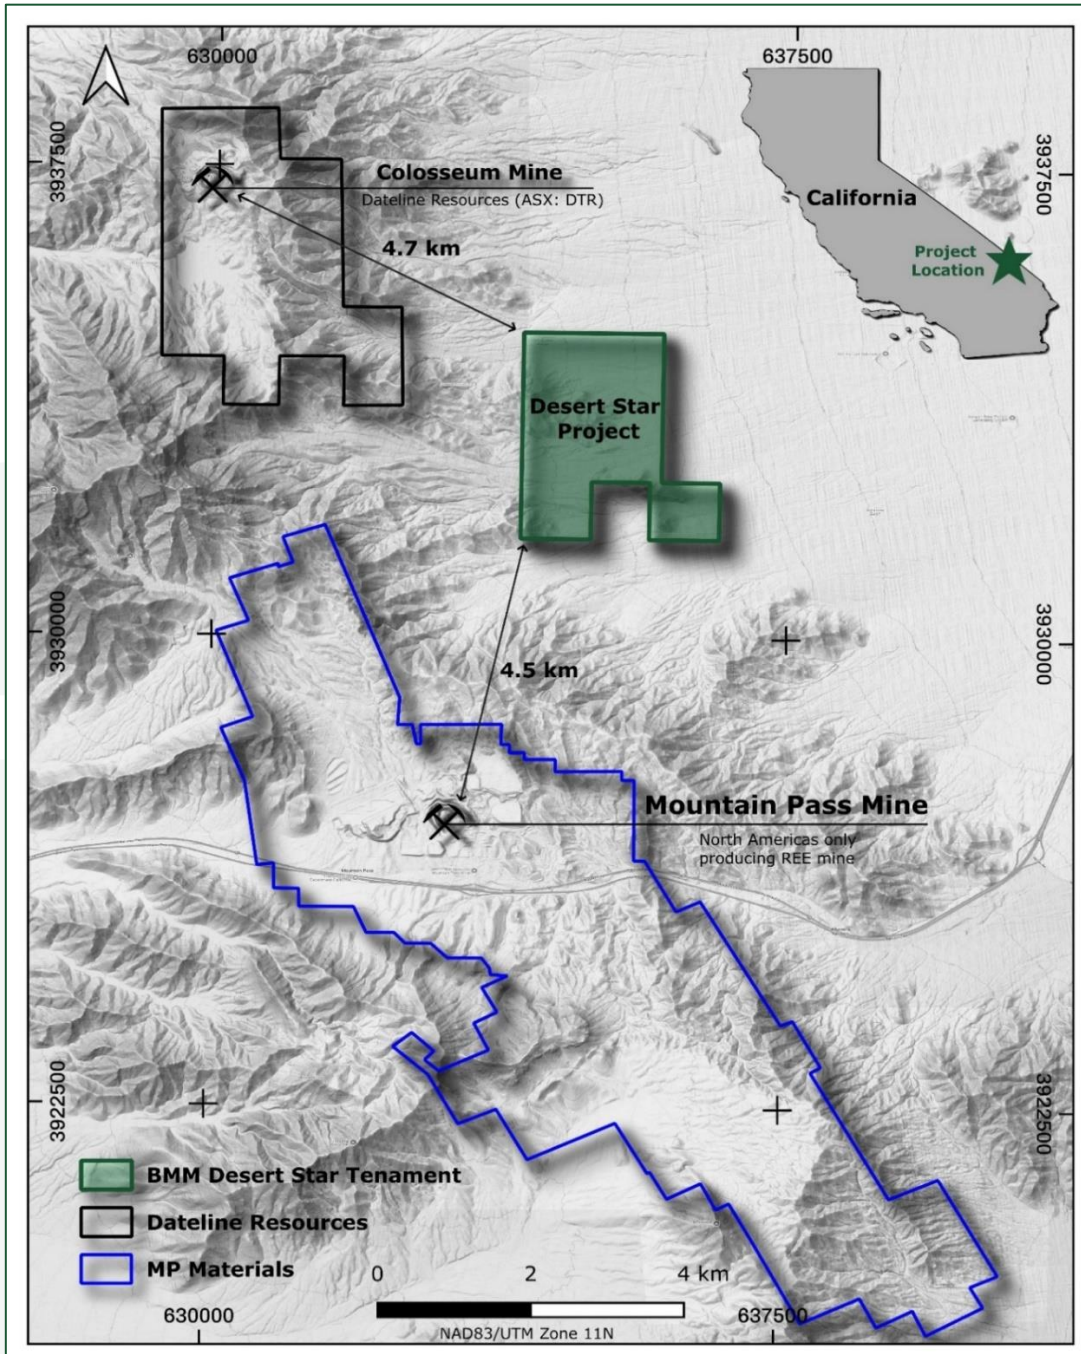 630000
637500
3937500
3937500
Colosseum Mine
Dateline Resources (ASX: DTR)
4.7 km
California
Project
Location
Desert Star
Project
3930000
3930000
4.5 km
Mountain Pass Mine
North Americas only
producing REE mine
Mountain Pass
3922500
3922500
BMM Desert Star Tenament
Dateline Resources
MP Materials
0 2 4 km
630000
637500
NAD83/UTM Zone 11N